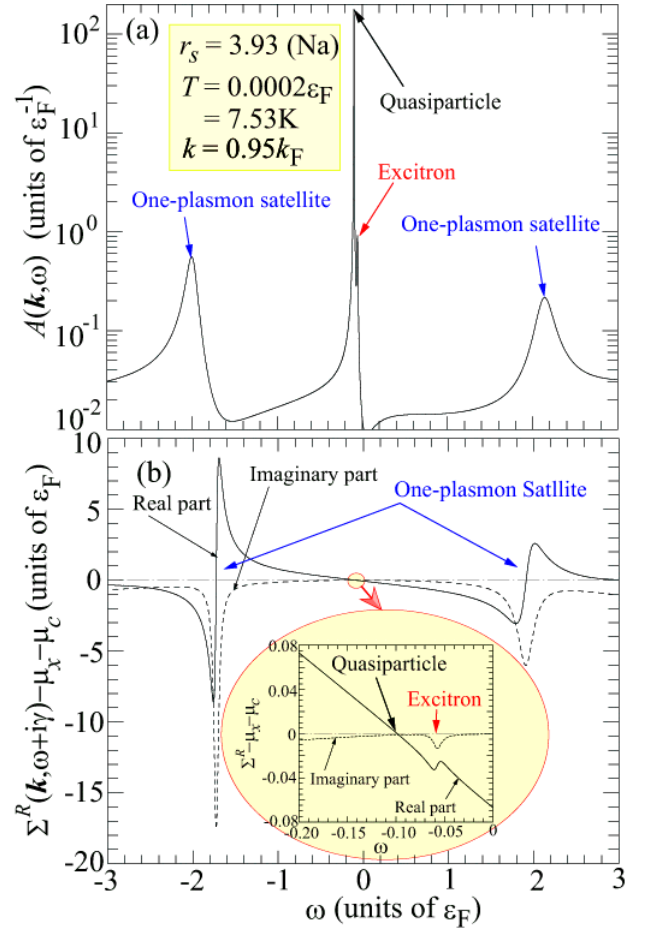 (a)
r_s = 3.93 (Na)
T = 0.0002ε_F
= 7.53K
k = 0.95k_F
Quasiparticle
Excitron
One-plasmon satellite
One-plasmon satellite
A(k,ω) (units of ε_F^-1)
10^2
10^1
10^0
10^-1
10^-2
(b)
Imaginary part
Real part
One-plasmon Satllite
Σ^R(k,ω+iγ)−μ_x−μ_c (units of ε_F)
10
5
0
-5
-10
-15
-20
0.08
0.04
0
-0.04
-0.08
Σ^R−μ_x−μ_c
Quasiparticle
Excitron
Imaginary part
Real part
-0.20 -0.15 -0.10 -0.05 0
ω
-3 -2 -1 0 1 2 3
ω (units of ε_F)